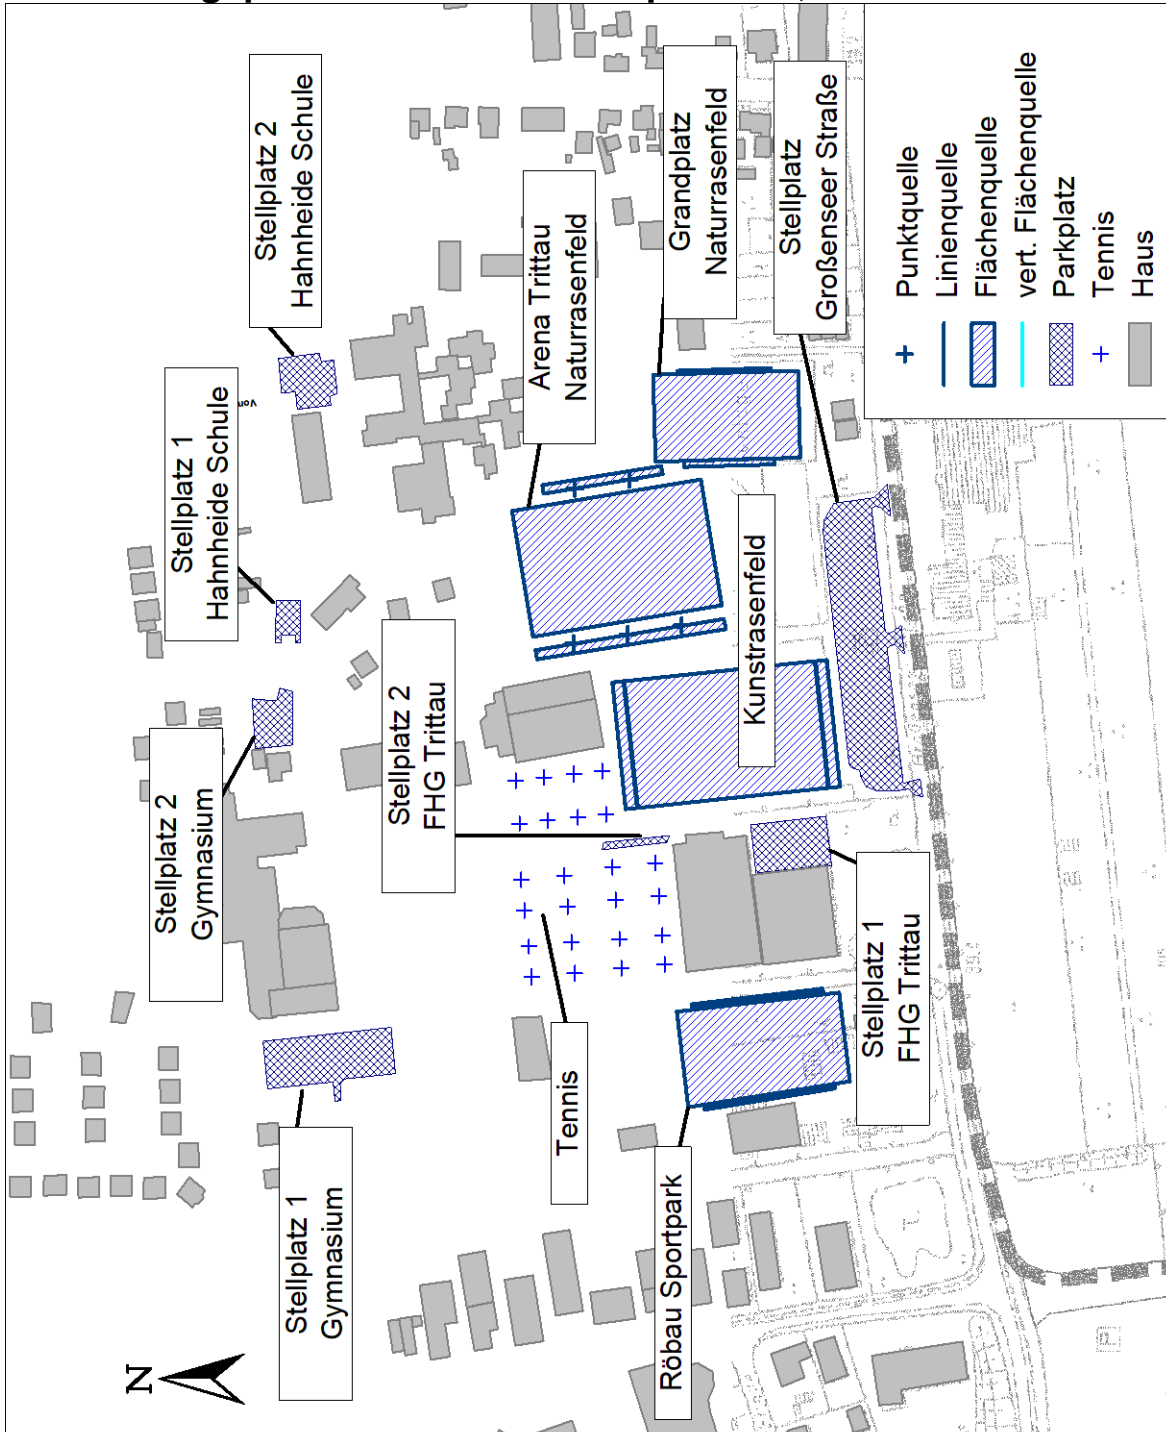 Stellplatz 2
Hahnheide Schule
Stellplatz 1
Hahnheide Schule
Stellplatz 2
Gymnasium
Stellplatz 1
Gymnasium
N
Arena Trittau
Naturrasenfeld
Grandplatz
Naturrasenfeld
Stellplatz
Großenseer Straße
Stellplatz 2
FHG Trittau
Kunstrasenfeld
Tennis
Stellplatz 1
FHG Trittau
Röbau Sportpark
Punktquelle
Linienquelle
Flächenquelle
vert. Flächenquelle
Parkplatz
Tennis
Haus